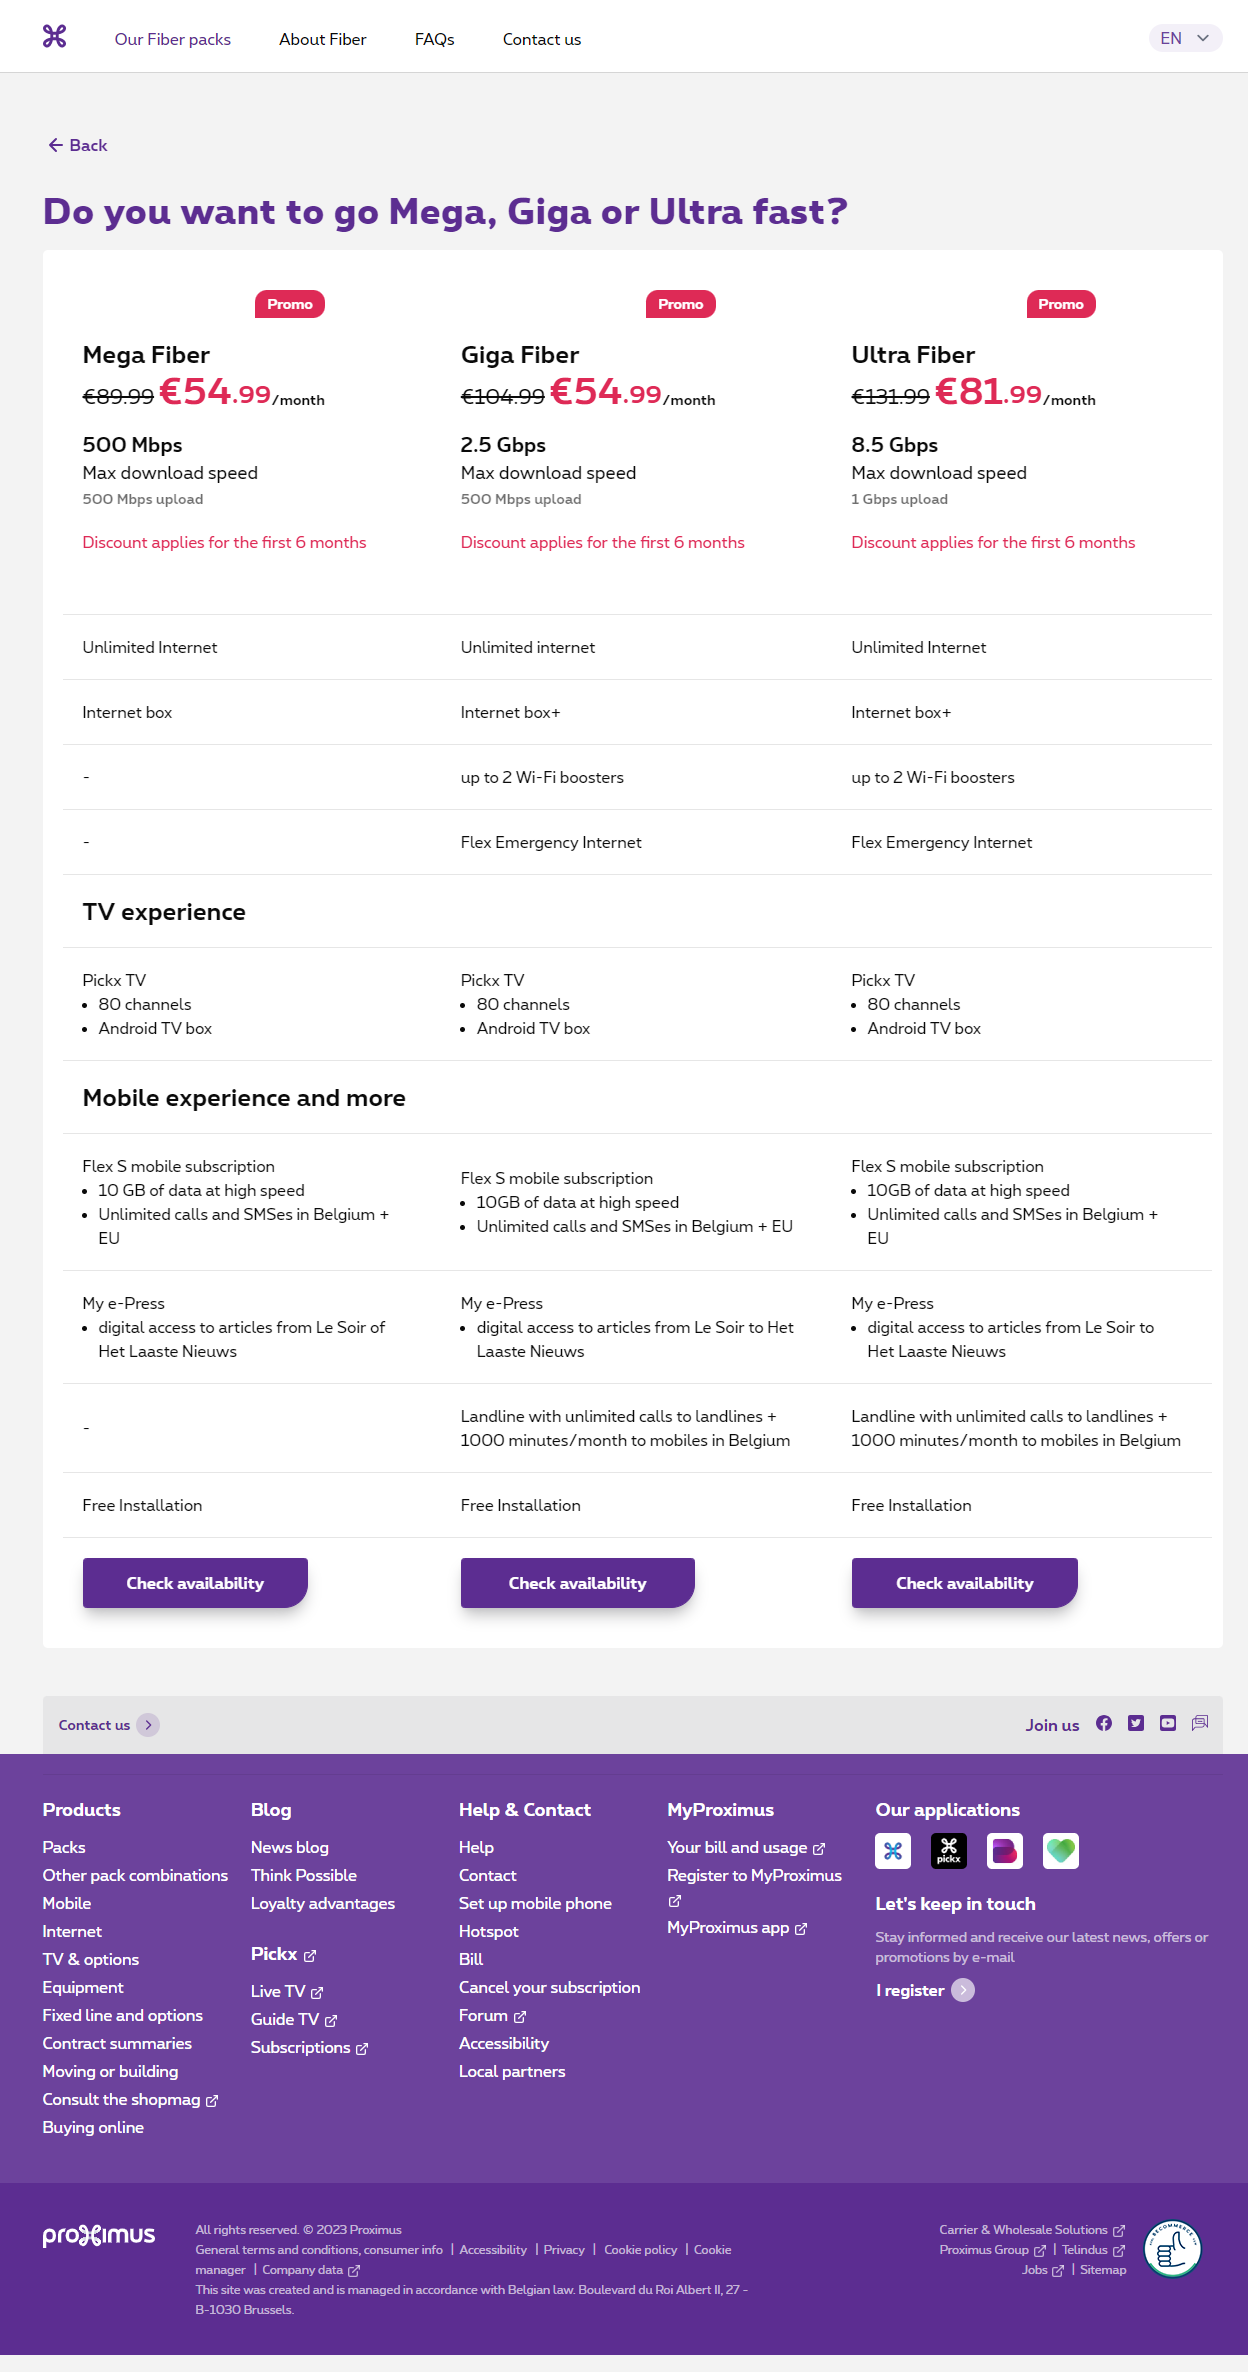 Our Fiber packs
About Fiber
FAQs
Contact us
EN
Back
Do you want to go Mega, Giga or Ultra fast?
Promo
Mega Fiber
€89.99 €54.99/month
500 Mbps
Max download speed
500 Mbps upload
Discount applies for the first 6 months
Promo
Giga Fiber
€104.99 €54.99/month
2.5 Gbps
Max download speed
500 Mbps upload
Discount applies for the first 6 months
Promo
Ultra Fiber
€131.99 €81.99/month
8.5 Gbps
Max download speed
1 Gbps upload
Discount applies for the first 6 months
Unlimited Internet
Unlimited internet
Unlimited Internet
Internet box
Internet box+
Internet box+
-
up to 2 Wi-Fi boosters
up to 2 Wi-Fi boosters
-
Flex Emergency Internet
Flex Emergency Internet
TV experience
Pickx TV
• 80 channels
• Android TV box
Pickx TV
• 80 channels
• Android TV box
Pickx TV
• 80 channels
• Android TV box
Mobile experience and more
Flex S mobile subscription
• 10 GB of data at high speed
• Unlimited calls and SMSes in Belgium +
EU
Flex S mobile subscription
• 10GB of data at high speed
• Unlimited calls and SMSes in Belgium + EU
Flex S mobile subscription
• 10GB of data at high speed
• Unlimited calls and SMSes in Belgium +
EU
My e-Press
• digital access to articles from Le Soir of
Het Laaste Nieuws
My e-Press
• digital access to articles from Le Soir to Het
Laaste Nieuws
My e-Press
• digital access to articles from Le Soir to
Het Laaste Nieuws
-
Landline with unlimited calls to landlines +
1000 minutes/month to mobiles in Belgium
Landline with unlimited calls to landlines +
1000 minutes/month to mobiles in Belgium
Free Installation
Free Installation
Free Installation
Check availability
Check availability
Check availability
Contact us
Join us
Products
Packs
Other pack combinations
Mobile
Internet
TV & options
Equipment
Fixed line and options
Contract summaries
Moving or building
Consult the shopmag
Buying online
Blog
News blog
Think Possible
Loyalty advantages
Pickx
Live TV
Guide TV
Subscriptions
Help & Contact
Help
Contact
Set up mobile phone
Hotspot
Bill
Cancel your subscription
Forum
Accessibility
Local partners
MyProximus
Your bill and usage
Register to MyProximus
MyProximus app
Our applications
pickx
Let's keep in touch
Stay informed and receive our latest news, offers or
promotions by e-mail
I register
proximus
All rights reserved. © 2023 Proximus
General terms and conditions, consumer info | Accessibility | Privacy | Cookie policy | Cookie
manager | Company data
This site was created and is managed in accordance with Belgian law. Boulevard du Roi Albert II, 27 -
B-1030 Brussels.
Carrier & Wholesale Solutions
Proximus Group | Telindus
Jobs | Sitemap
BECOMMERCE